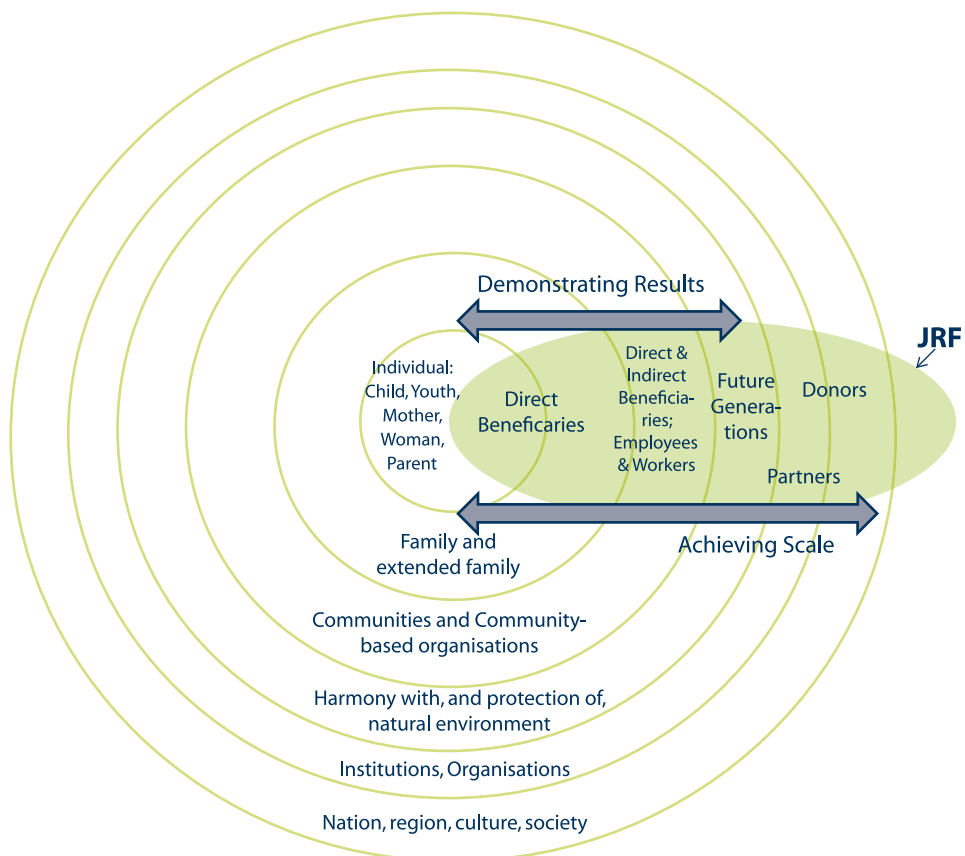 Demonstrating Results
JRF
Individual:
Child, Youth,
Mother,
Woman,
Parent
Direct
Beneficaries
Direct &
Indirect
Beneficia-
ries;
Employees
& Workers
Future
Genera-
tions
Donors
Partners
Achieving Scale
Family and
extended family
Communities and Community-
based organisations
Harmony with, and protection of,
natural environment
Institutions, Organisations
Nation, region, culture, society